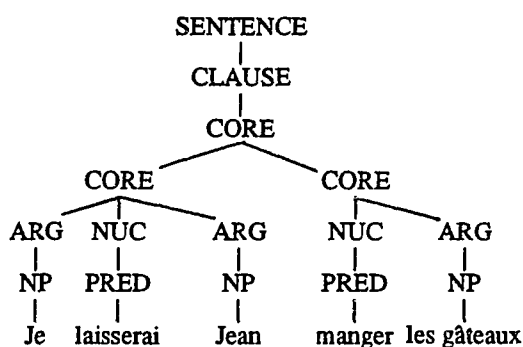 SENTENCE
CLAUSE
CORE
CORE CORE
ARG NUC ARG NUC ARG
NP PRED NP PRED NP
Je laisserai Jean manger les gâteaux